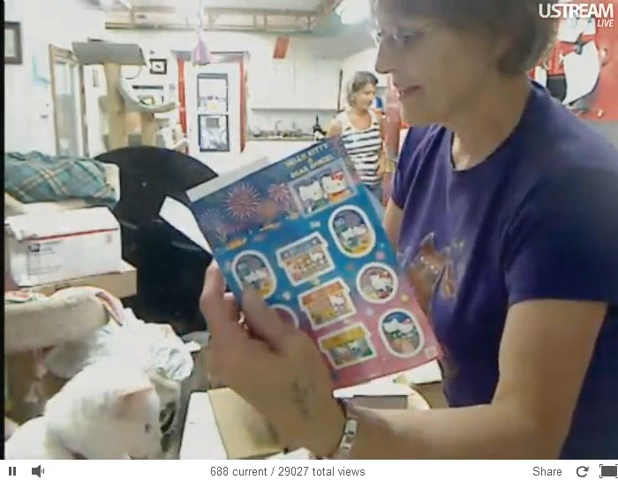 USTREAM
LIVE
HELLO KITTY
& DEAR DANIEL
688 current / 29027 total views
Share